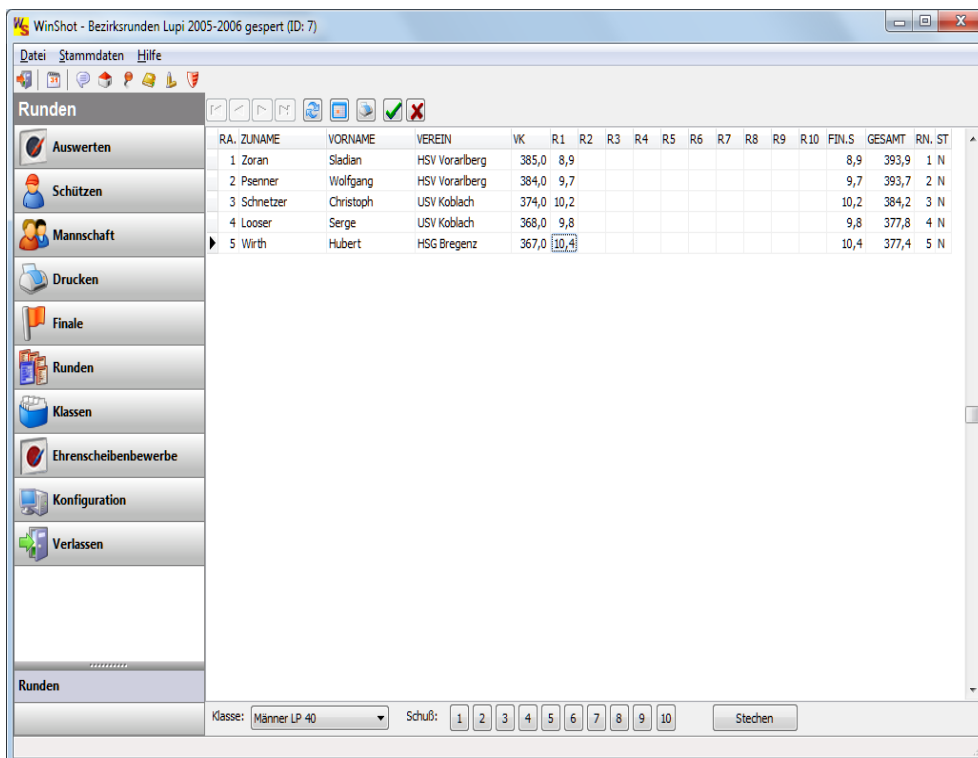 WinShot - Bezirksrunden Lupi 2005-2006 gespert (ID: 7)
Datei Stammdaten Hilfe
Runden
Auswerten
Schützen
Mannschaft
Drucken
Finale
Runden
Klassen
Ehrenscheibenbewerbe
Konfiguration
Verlassen
Runden
RA. ZUNAME VORNAME VEREIN VK R1 R2 R3 R4 R5 R6 R7 R8 R9 R10 FIN.S GESAMT RN. ST
1 Zoran Sladian HSV Vorarlberg 385,0 8,9 8,9 393,9 1 N
2 Psenner Wolfgang HSV Vorarlberg 384,0 9,7 9,7 393,7 2 N
3 Schnetzer Christoph USV Koblach 374,0 10,2 10,2 384,2 3 N
4 Looser Serge USV Koblach 368,0 9,8 9,8 377,8 4 N
5 Wirth Hubert HSG Bregenz 367,0 10,4 10,4 377,4 5 N
Klasse: Männer LP 40 Schuß: 1 2 3 4 5 6 7 8 9 10 Stechen